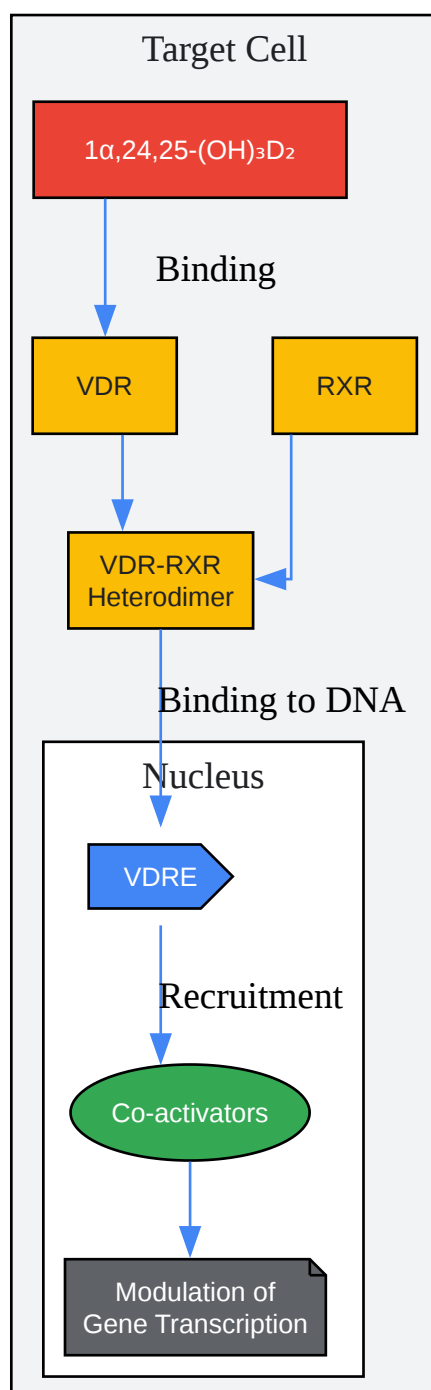 Target Cell
1α,24,25-(OH)₃D₂
Binding
VDR
RXR
VDR-RXR
Heterodimer
Binding to DNA
Nucleus
VDRE
Recruitment
Co-activators
Modulation of
Gene Transcription